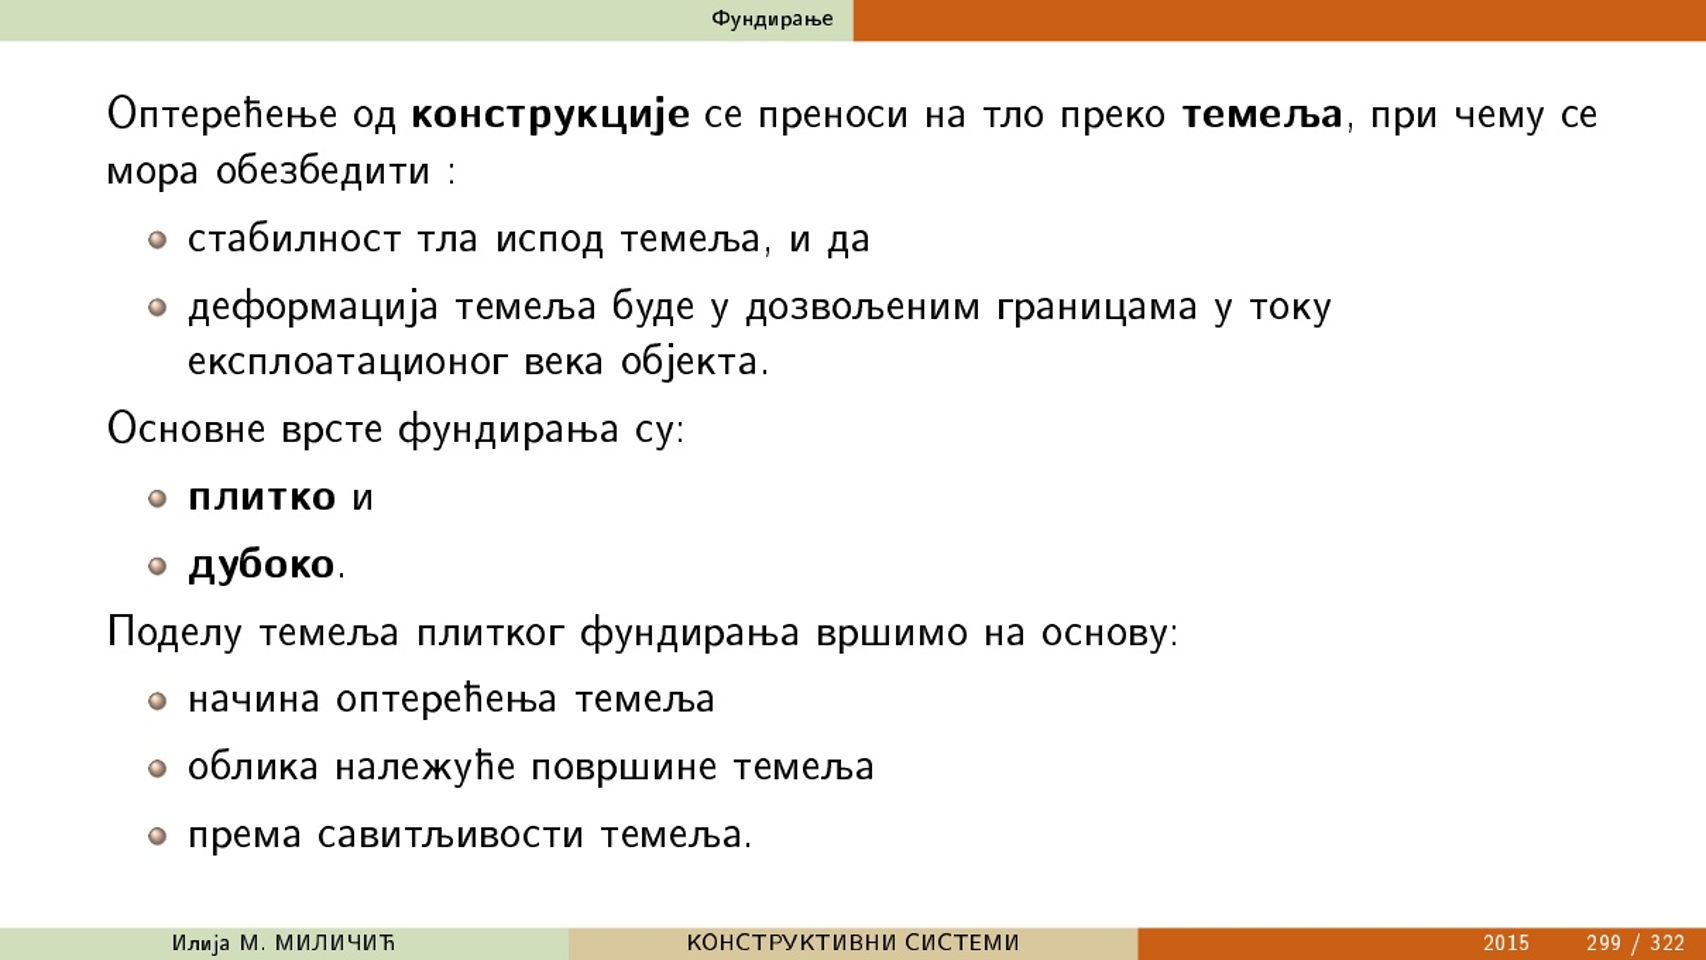 Фундирање
Оптерећење од конструкције се преноси на тло преко темеља, при чему се
мора обезбедити :
стабилност тла испод темеља, и да
деформација темеља буде у дозвољеним границама у току
експлоатационог века објекта.
Основне врсте фундирања су:
плитко и
дубоко.
Поделу темеља плитког фундирања вршимо на основу:
начина оптерећења темеља
облика належуће површине темеља
према савитљивости темеља.
Илија М. МИЛИЧИЋ
КОНСТРУКТИВНИ СИСТЕМИ
2015 299 / 322